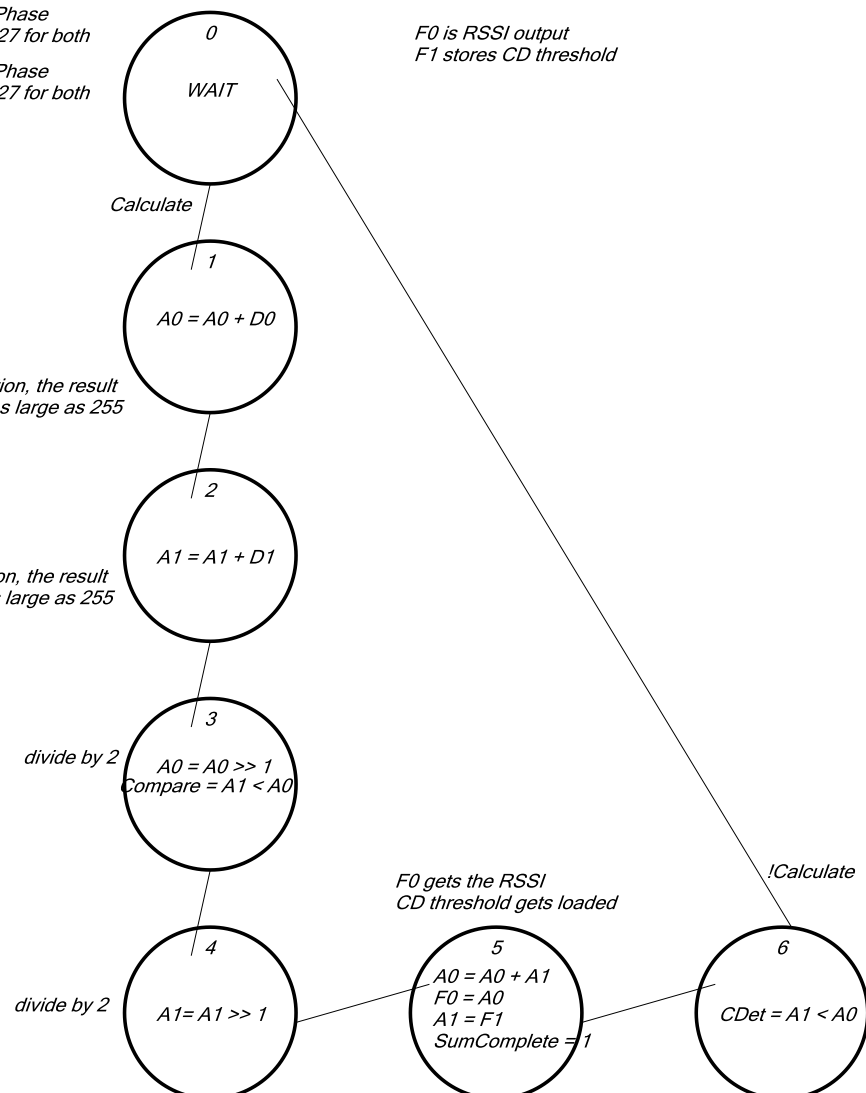 Phase
27 for both
Phase
27 for both
F0 is RSSI output
F1 stores CD threshold
0
WAIT
Calculate
1
A0 = A0 + D0
ion, the result
s large as 255
2
A1 = A1 + D1
on, the result
s large as 255
3
divide by 2
A0 = A0 >> 1
Compare = A1 < A0
!Calculate
F0 gets the RSSI
CD threshold gets loaded
4
divide by 2
A1= A1 >> 1
5
A0 = A0 + A1
F0 = A0
A1 = F1
SumComplete = 1
6
CDet = A1 < A0